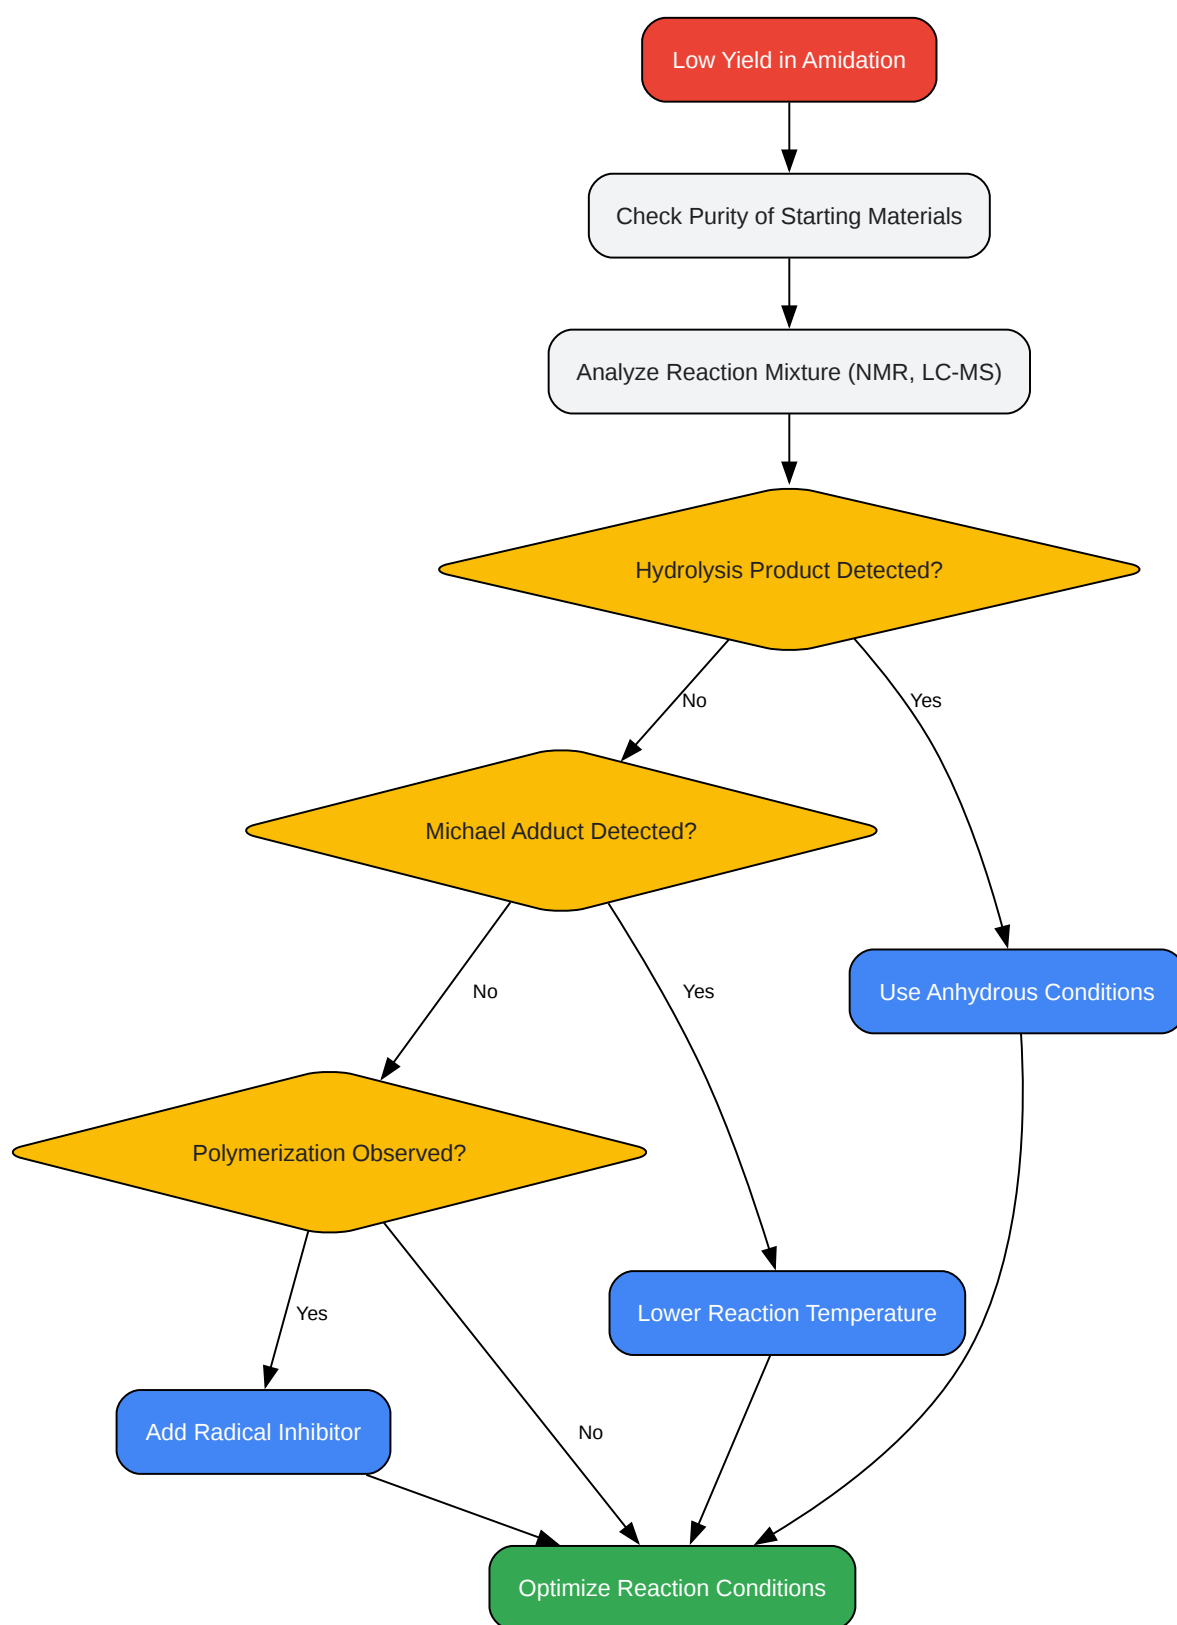 Low Yield in Amidation
Check Purity of Starting Materials
Analyze Reaction Mixture (NMR, LC-MS)
Hydrolysis Product Detected?
No
Yes
Michael Adduct Detected?
No
Yes
Use Anhydrous Conditions
Polymerization Observed?
Yes
Lower Reaction Temperature
Add Radical Inhibitor
No
Optimize Reaction Conditions